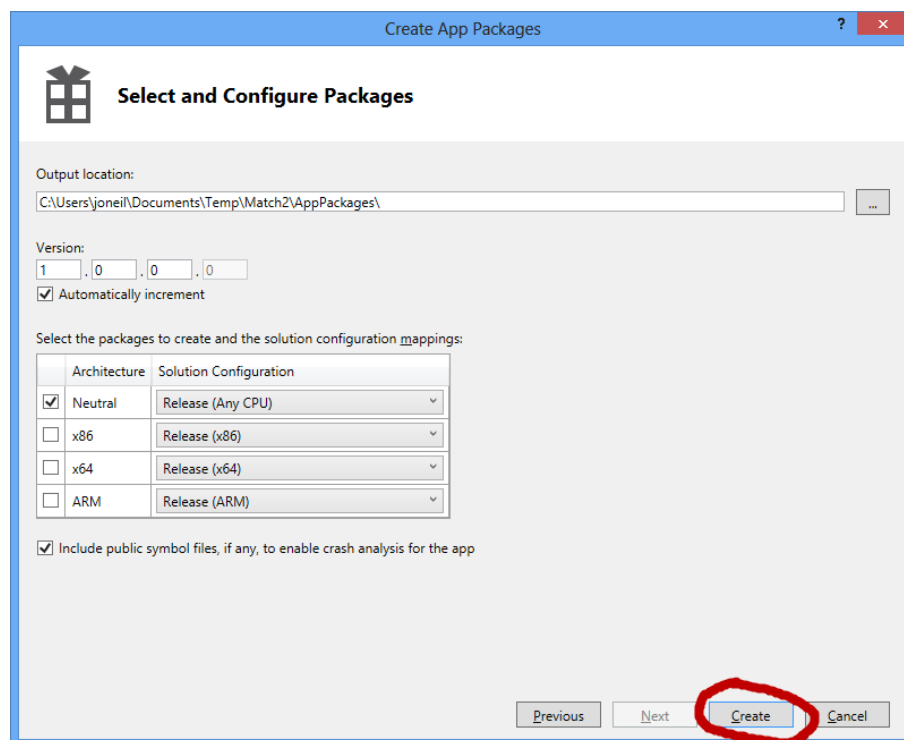 Create App Packages
?
×
Select and Configure Packages
Output location:
C:\Users\joneil\Documents\Temp\Match2\AppPackages\
...
Version:
1 . 0 . 0 . 0
Automatically increment
Select the packages to create and the solution configuration mappings:
Architecture Solution Configuration
Neutral Release (Any CPU)
x86 Release (x86)
x64 Release (x64)
ARM Release (ARM)
Include public symbol files, if any, to enable crash analysis for the app
Previous Next Create Cancel